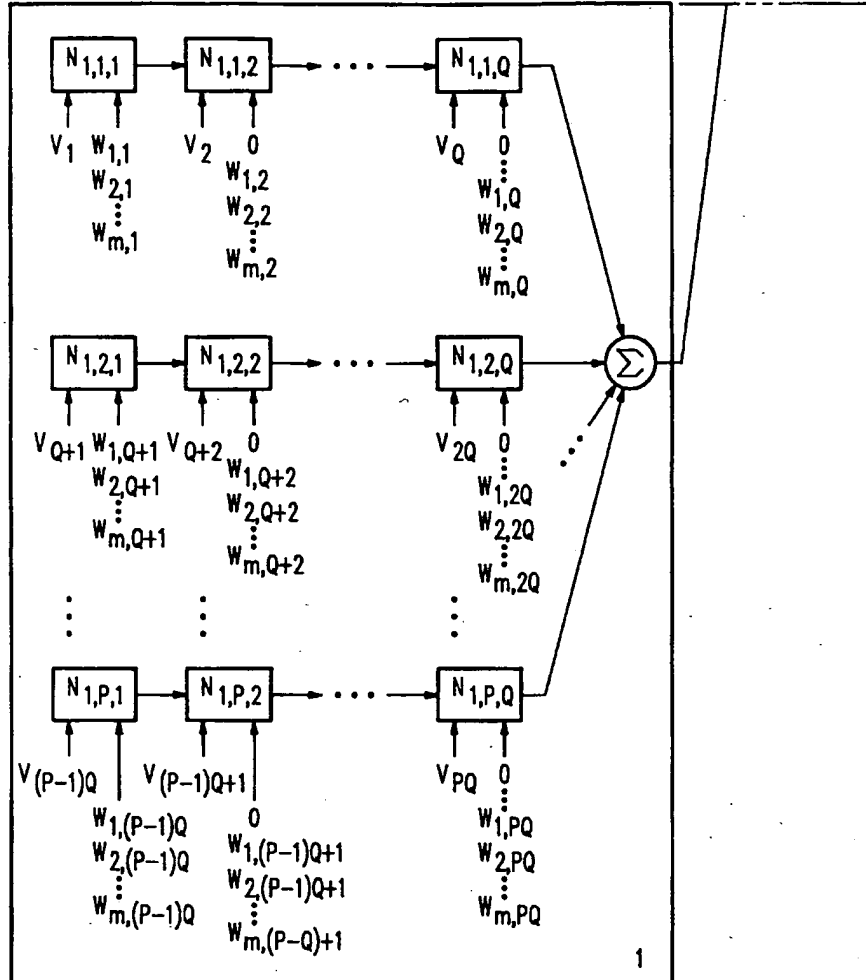 N1,1,1 N1,1,2 N1,1,Q
V1 W1,1 V2 0 VQ 0
W2,1 W1,2 W1,Q
Wm,1 W2,2 W2,Q
Wm,2 Wm,Q
N1,2,1 N1,2,2 N1,2,Q Σ
VQ+1 W1,Q+1 VQ+2 0 V2Q 0
W2,Q+1 W1,Q+2 W1,2Q
Wm,Q+1 W2,Q+2 W2,2Q
Wm,Q+2 Wm,2Q
N1,P,1 N1,P,2 N1,P,Q
V(P-1)Q V(P-1)Q+1 VPQ 0
W1,(P-1)Q 0 W1,PQ
W2,(P-1)Q W1,(P-1)Q+1 W2,PQ
Wm,(P-1)Q W2,(P-1)Q+1 Wm,PQ
Wm,(P-Q)+1
1